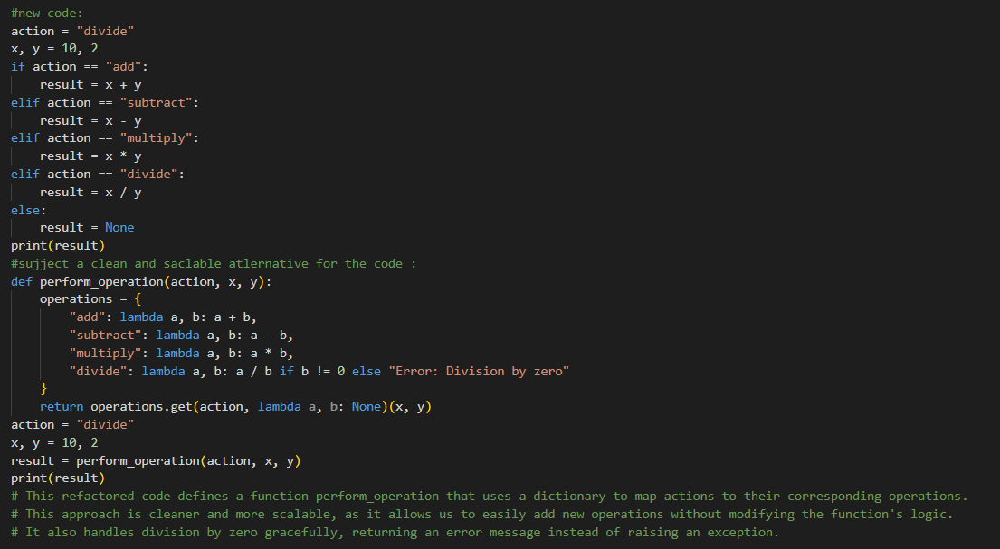 #new code:
action = "divide"
x, y = 10, 2
if action == "add":
    result = x + y
elif action == "subtract":
    result = x - y
elif action == "multiply":
    result = x * y
elif action == "divide":
    result = x / y
else:
    result = None
print(result)
#sujject a clean and saclable atlernative for the code :
def perform_operation(action, x, y):
    operations = {
        "add": lambda a, b: a + b,
        "subtract": lambda a, b: a - b,
        "multiply": lambda a, b: a * b,
        "divide": lambda a, b: a / b if b != 0 else "Error: Division by zero"
    }
    return operations.get(action, lambda a, b: None)(x, y)
action = "divide"
x, y = 10, 2
result = perform_operation(action, x, y)
print(result)
# This refactored code defines a function perform_operation that uses a dictionary to map actions to their corresponding operations.
# This approach is cleaner and more scalable, as it allows us to easily add new operations without modifying the function's logic.
# It also handles division by zero gracefully, returning an error message instead of raising an exception.